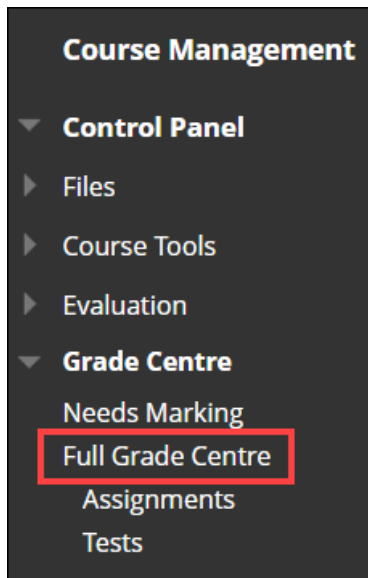 Course Management
Control Panel
Files
Course Tools
Evaluation
Grade Centre
Needs Marking
Full Grade Centre
Assignments
Tests